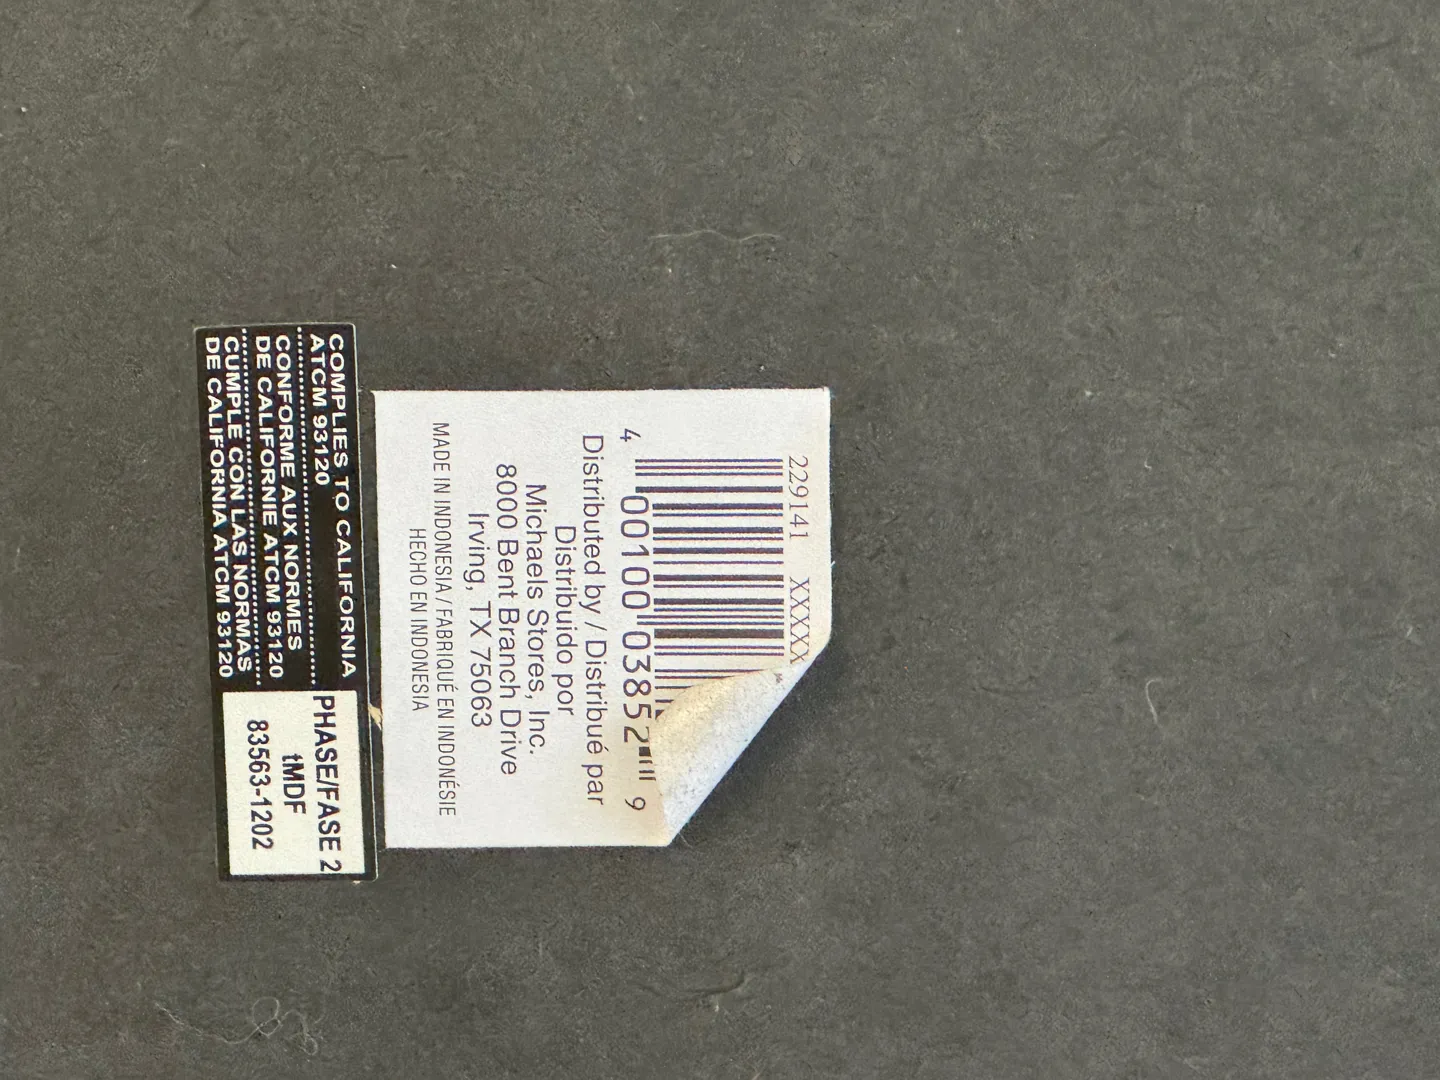 229141 XXXXX
4 00100 03852 9
Distributed by / Distribué par
Distribuido por
Michaels Stores, Inc.
8000 Bent Branch Drive
Irving, TX 75063
MADE IN INDONESIA / FABRIQUÉ EN INDONÉSIE
HECHO EN INDONESIA
COMPLIES TO CALIFORNIA
ATCM 93120
CONFORME AUX NORMES
DE CALIFORNIE ATCM 93120
CUMPLE CON LAS NORMAS
DE CALIFORNIA ATCM 93120
PHASE/FASE 2
tMDF
83563-1202